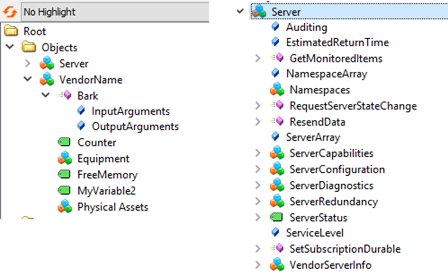 No Highlight
Root
Objects
Server
VendorName
Bark
InputArguments
OutputArguments
Counter
Equipment
FreeMemory
MyVariable2
Physical Assets
Server
Auditing
EstimatedReturnTime
GetMonitoredItems
NamespaceArray
Namespaces
RequestServerStateChange
ResendData
ServerArray
ServerCapabilities
ServerConfiguration
ServerDiagnostics
ServerRedundancy
ServerStatus
ServiceLevel
SetSubscriptionDurable
VendorServerInfo